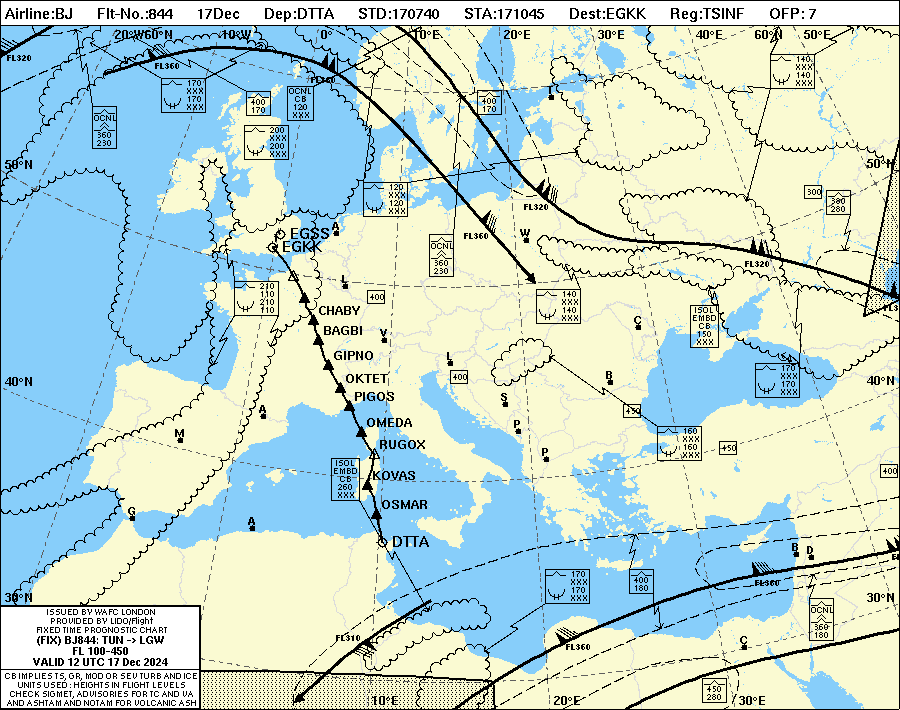 Airline:BJ Flt-No.:844 17Dec Dep:DTTA STD:170740 STA:171045 Dest:EGKK Reg:TSINF OFP: 7
20°W 60°N 10°W 0° 10°E 20°E 30°E 40°E 60°N 50°E
FL320
FL360
FL360
170
XXX
170
XXX
400
170
OCNL
CB
120
XXX
400
170
140
XXX
140
XXX
OCNL
360
230
200
XXX
200
XXX
50°N
50°N
120
XXX
120
XXX
300
380
280
FL320
FL360
EGSS
A
EGKK
W
OCNL
360
230
FL320
L
210
110
210
110
400
140
XXX
140
XXX
CHABY
BAGBI
GIPNO
OKTET
PIGOS
OMEDA
RUGOX
KOVAS
OSMAR
DTTA
V
C
ISOL
EMBD
CB
150
XXX
L
400
B
170
XXX
170
XXX
40°N
40°N
S
450
A
P
M
P
160
XXX
160
XXX
450
400
ISOL
EMBD
CB
260
XXX
G
A
B
D
170
XXX
170
XXX
400
180
FL360
30°N
30°N
OCNL
360
180
FL310
FL360
C
450
280
10°E
20°E
30°E
ISSUED BY WAFC LONDON
PROVIDED BY LIDO/Flight
FIXED TIME PROGNOSTIC CHART
(FIX) BJ844: TUN -> LGW
FL 100-450
VALID 12 UTC 17 Dec 2024
CB IMPLIES TS, GR, MOD OR SEV TURB AND ICE
UNITS USED : HEIGHTS IN FLIGHT LEVELS
CHECK SIGMET, ADVISORIES FOR TC AND VA
AND ASHTAM AND NOTAM FOR VOLCANIC ASH